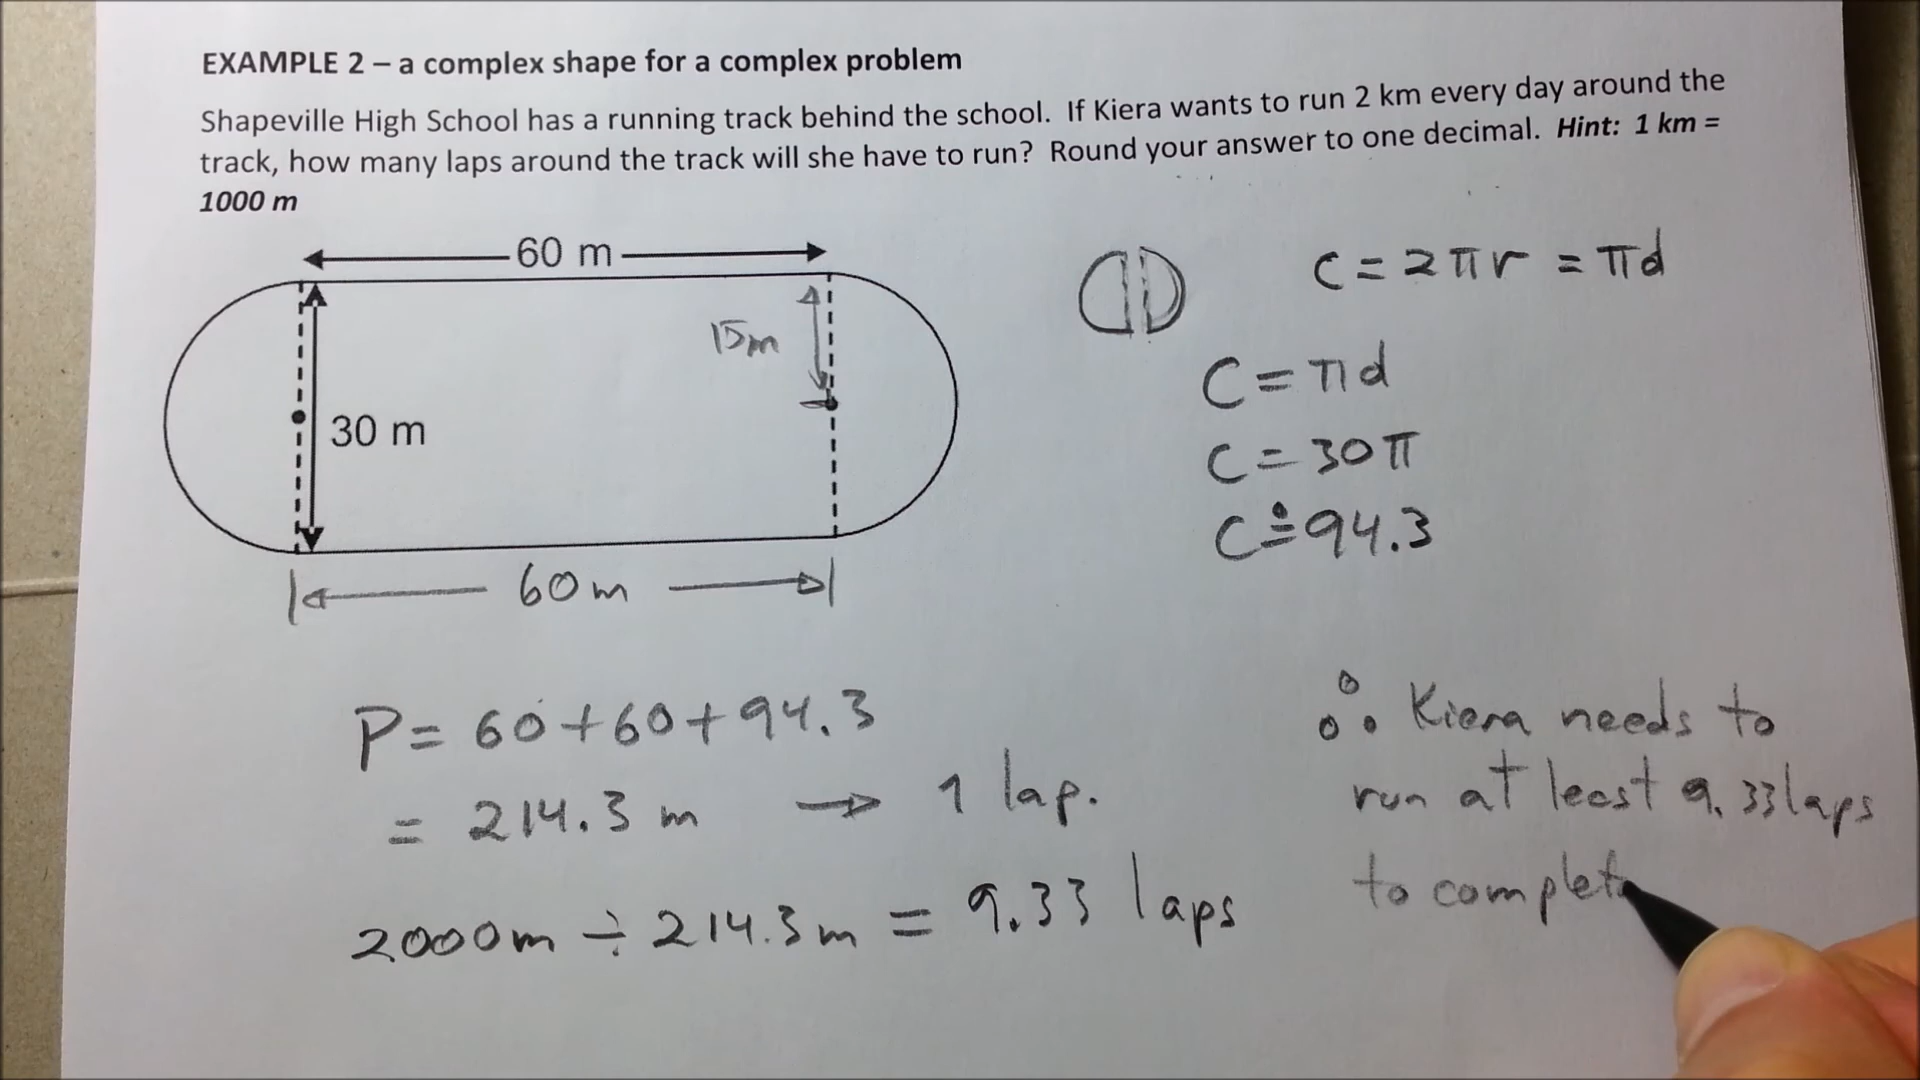 EXAMPLE 2 – a complex shape for a complex problem
Shapeville High School has a running track behind the school. If Kiera wants to run 2 km every day around the
track, how many laps around the track will she have to run? Round your answer to one decimal. Hint: 1 km =
1000 m
60 m
15m
30 m
60m
C = 2πr = πd
C = πd
C = 30π
C ≐ 94.3
P = 60 + 60 + 94.3
= 214.3 m → 1 lap.
2000m ÷ 214.3m = 9.33 laps
∴ Kiera needs to
run at least 9.33 laps
to complet